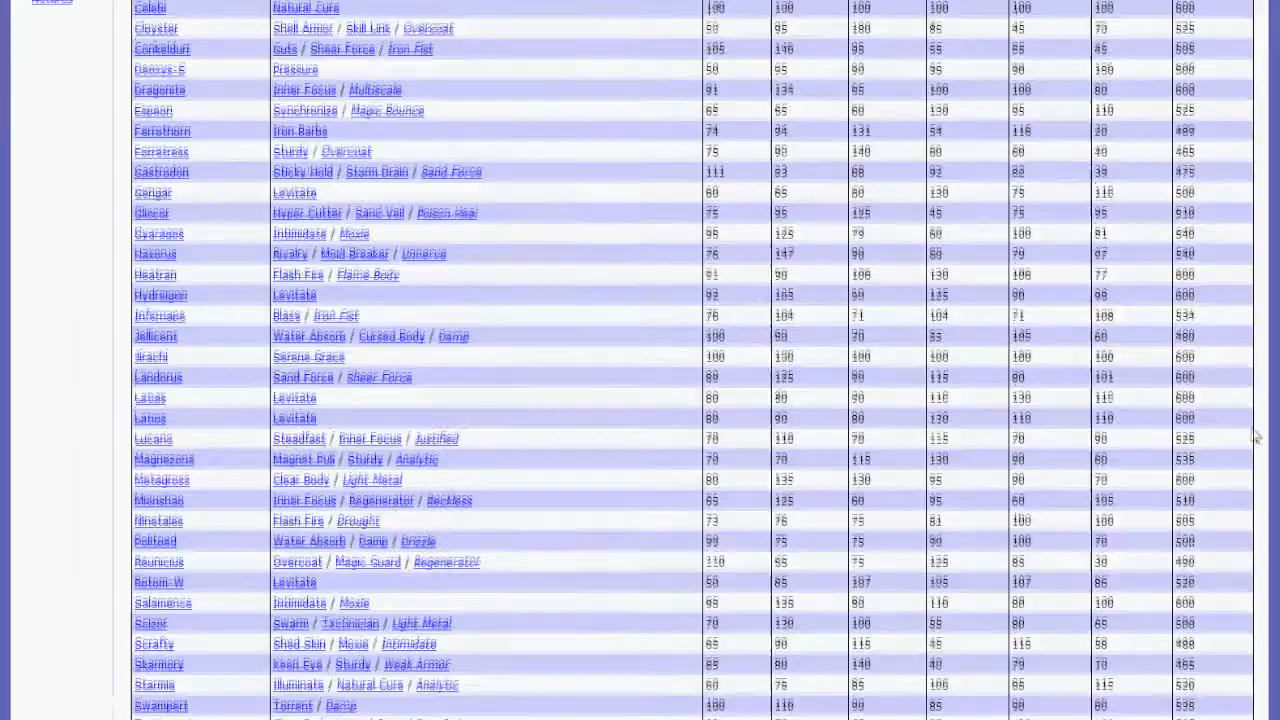 Natures
Celebi Natural Cure 100 100 100 100 100 100 600
Cloyster Shell Armor / Skill Link / Overcoat 50 95 180 85 45 70 525
Conkeldurr Guts / Sheer Force / Iron Fist 105 140 95 55 65 45 505
Deoxys-S Pressure 50 95 90 95 90 180 600
Dragonite Inner Focus / Multiscale 91 134 95 100 100 80 600
Espeon Synchronize / Magic Bounce 65 65 60 130 95 110 525
Ferrothorn Iron Barbs 74 94 131 54 116 20 489
Forretress Sturdy / Overcoat 75 90 140 60 60 40 465
Gastrodon Sticky Hold / Storm Drain / Sand Force 111 83 68 92 82 39 475
Gengar Levitate 60 65 60 130 75 110 500
Gliscor Hyper Cutter / Sand Veil / Poison Heal 75 95 125 45 75 95 510
Gyarados Intimidate / Moxie 95 125 79 60 100 81 540
Haxorus Rivalry / Mold Breaker / Unnerve 76 147 90 60 70 97 540
Heatran Flash Fire / Flame Body 91 90 106 130 106 77 600
Hydreigon Levitate 92 105 90 125 90 98 600
Infernape Blaze / Iron Fist 76 104 71 104 71 108 534
Jellicent Water Absorb / Cursed Body / Damp 100 60 70 85 105 60 480
Jirachi Serene Grace 100 100 100 100 100 100 600
Landorus Sand Force / Sheer Force 89 125 90 115 80 101 600
Latias Levitate 80 80 90 110 130 110 600
Latios Levitate 80 90 80 130 110 110 600
Lucario Steadfast / Inner Focus / Justified 70 110 70 115 70 90 525
Magnezone Magnet Pull / Sturdy / Analytic 70 70 115 130 90 60 535
Metagross Clear Body / Light Metal 80 135 130 95 90 70 600
Mienshao Inner Focus / Regenerator / Reckless 65 125 60 95 60 105 510
Ninetales Flash Fire / Drought 73 76 75 81 100 100 505
Politoed Water Absorb / Damp / Drizzle 90 75 75 90 100 70 500
Reuniclus Overcoat / Magic Guard / Regenerator 110 65 75 125 85 30 490
Rotom-W Levitate 50 65 107 105 107 86 520
Salamence Intimidate / Moxie 95 135 80 110 80 100 600
Scizor Swarm / Technician / Light Metal 70 130 100 55 80 65 500
Scrafty Shed Skin / Moxie / Intimidate 65 90 115 45 115 58 488
Skarmory Keen Eye / Sturdy / Weak Armor 65 80 140 40 70 70 465
Starmie Illuminate / Natural Cure / Analytic 60 75 85 100 85 115 520
Swampert Torrent / Damp 100 110 90 85 90 60 535